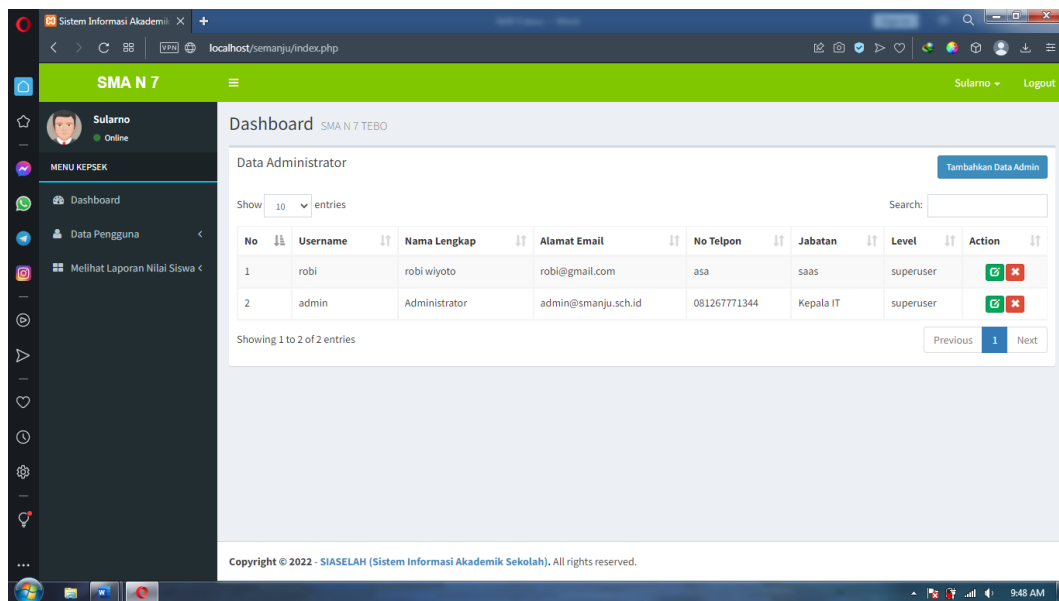 Sistem Informasi Akademik
VPN localhost/semanju/index.php
SMA N 7
Sularno
Logout
Sularno
Online
Dashboard SMA N 7 TEBO
MENU KEPSEK
Dashboard
Data Pengguna
Melihat Laporan Nilai Siswa
Data Administrator
Tambahkan Data Admin
Show 10 entries
Search:
No Username Nama Lengkap Alamat Email No Telpon Jabatan Level Action
1 robi robi wiyoto robi@gmail.com asa saas superuser
2 admin Administrator admin@smanju.sch.id 081267771344 Kepala IT superuser
Showing 1 to 2 of 2 entries
Previous 1 Next
Copyright © 2022 - SIASELAH (Sistem Informasi Akademik Sekolah). All rights reserved.
9:48 AM